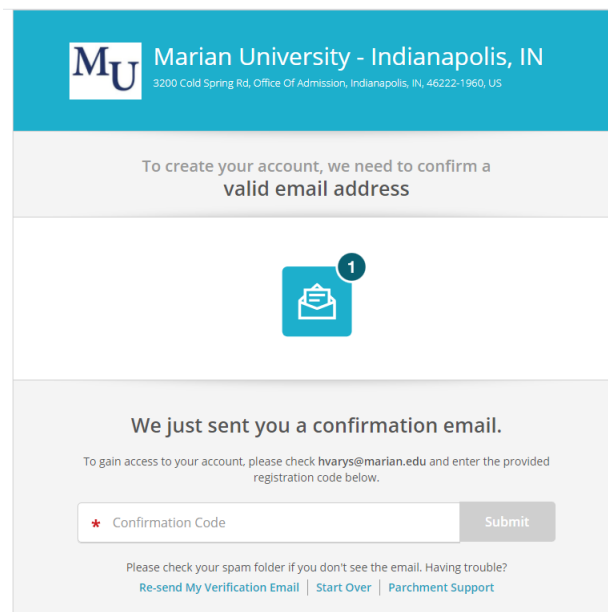 MU
Marian University - Indianapolis, IN
3200 Cold Spring Rd, Office Of Admission, Indianapolis, IN, 46222-1960, US
To create your account, we need to confirm a
valid email address
1
We just sent you a confirmation email.
To gain access to your account, please check hvarys@marian.edu and enter the provided
registration code below.
* Confirmation Code Submit
Please check your spam folder if you don't see the email. Having trouble?
Re-send My Verification Email | Start Over | Parchment Support